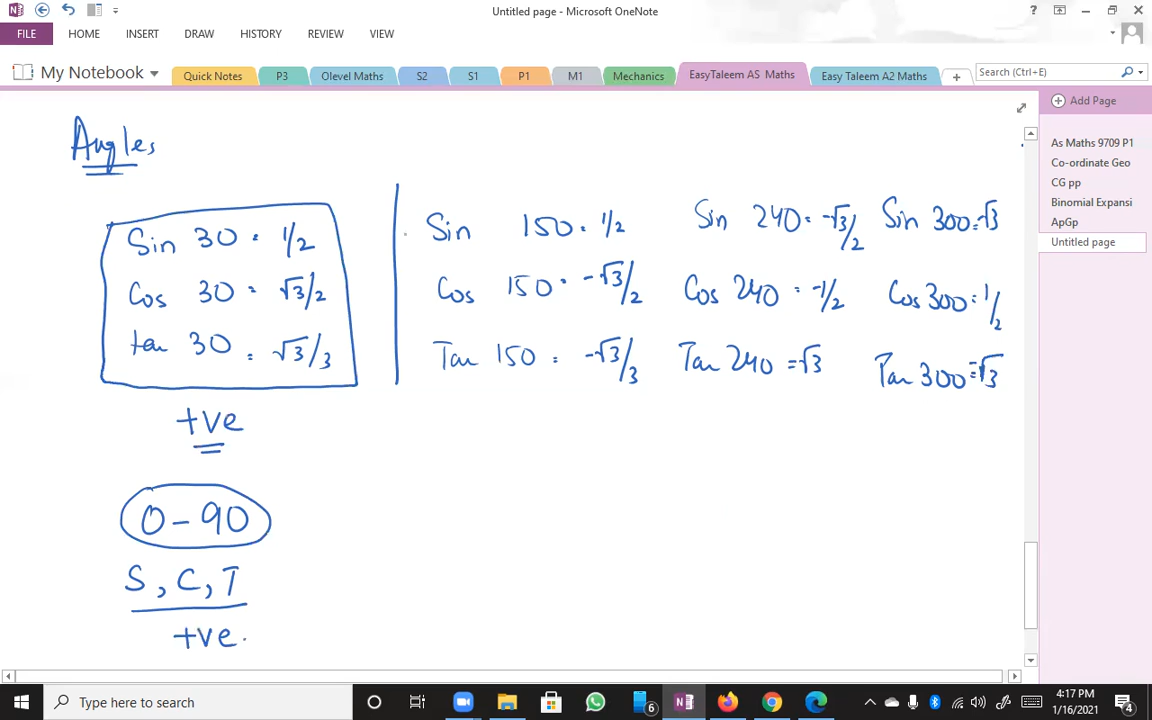 Untitled page - Microsoft OneNote
?
FILE HOME INSERT DRAW HISTORY REVIEW VIEW
My Notebook Quick Notes P3 Olevel Maths S2 S1 P1 M1 Mechanics EasyTaleem AS Maths Easy Taleem A2 Maths + Search (Ctrl+E)
Add Page
As Maths 9709 P1
Co-ordinate Geo
CG pp
Binomial Expansi
ApGp
Untitled page
Angles
Sin 30 = 1/2
Cos 30 = √3/2
tan 30 = √3/3
+ve
0 - 90
S, C, T
+ve
Sin 150 = 1/2
Cos 150 = -√3/2
Tan 150 = -√3/3
Sin 240 = -√3/2
Cos 240 = -1/2
Tan 240 = √3
Sin 300 = √3
Cos 300 = 1/2
Tan 300 = -√3
Type here to search
6
4:17 PM
1/16/2021
4